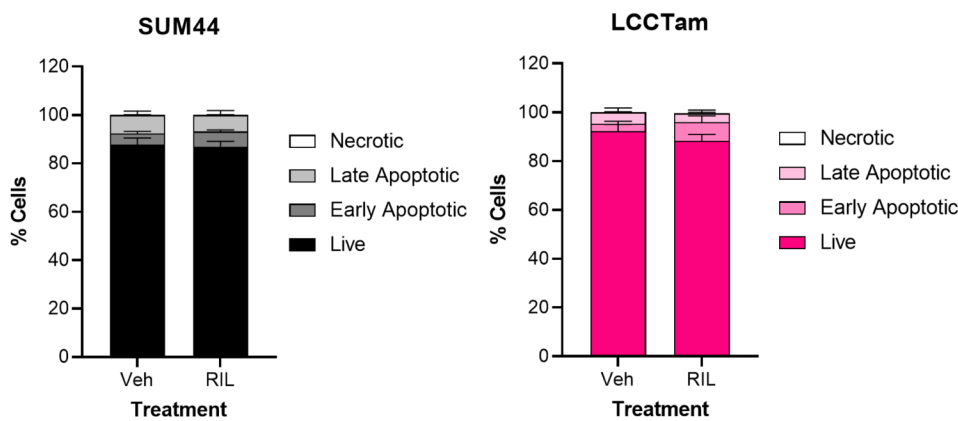 SUM44
120
100
80
60
40
20
0
% Cells
Veh
RIL
Treatment
Necrotic
Late Apoptotic
Early Apoptotic
Live
LCCTam
120
100
80
60
40
20
0
% Cells
Veh
RIL
Treatment
Necrotic
Late Apoptotic
Early Apoptotic
Live